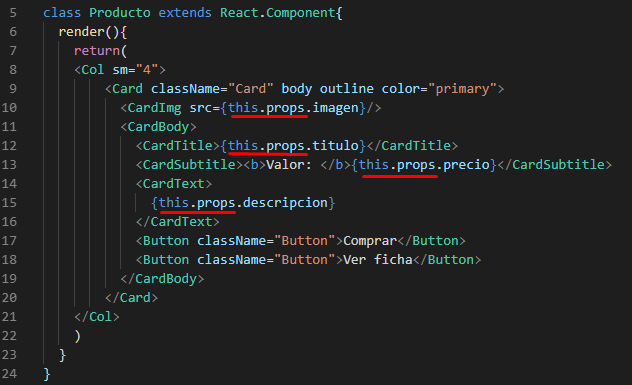 5 class Producto extends React.Component{
6   render(){
7     return(
8     <Col sm="4">
9         <Card className="Card" body outline color="primary">
10           <CardImg src={this.props.imagen}/>
11           <CardBody>
12             <CardTitle>{this.props.titulo}</CardTitle>
13             <CardSubtitle><b>Valor: </b>{this.props.precio}</CardSubtitle>
14             <CardText>
15               {this.props.descripcion}
16             </CardText>
17             <Button className="Button">Comprar</Button>
18             <Button className="Button">Ver ficha</Button>
19           </CardBody>
20         </Card>
21     </Col>
22     )
23   }
24 }